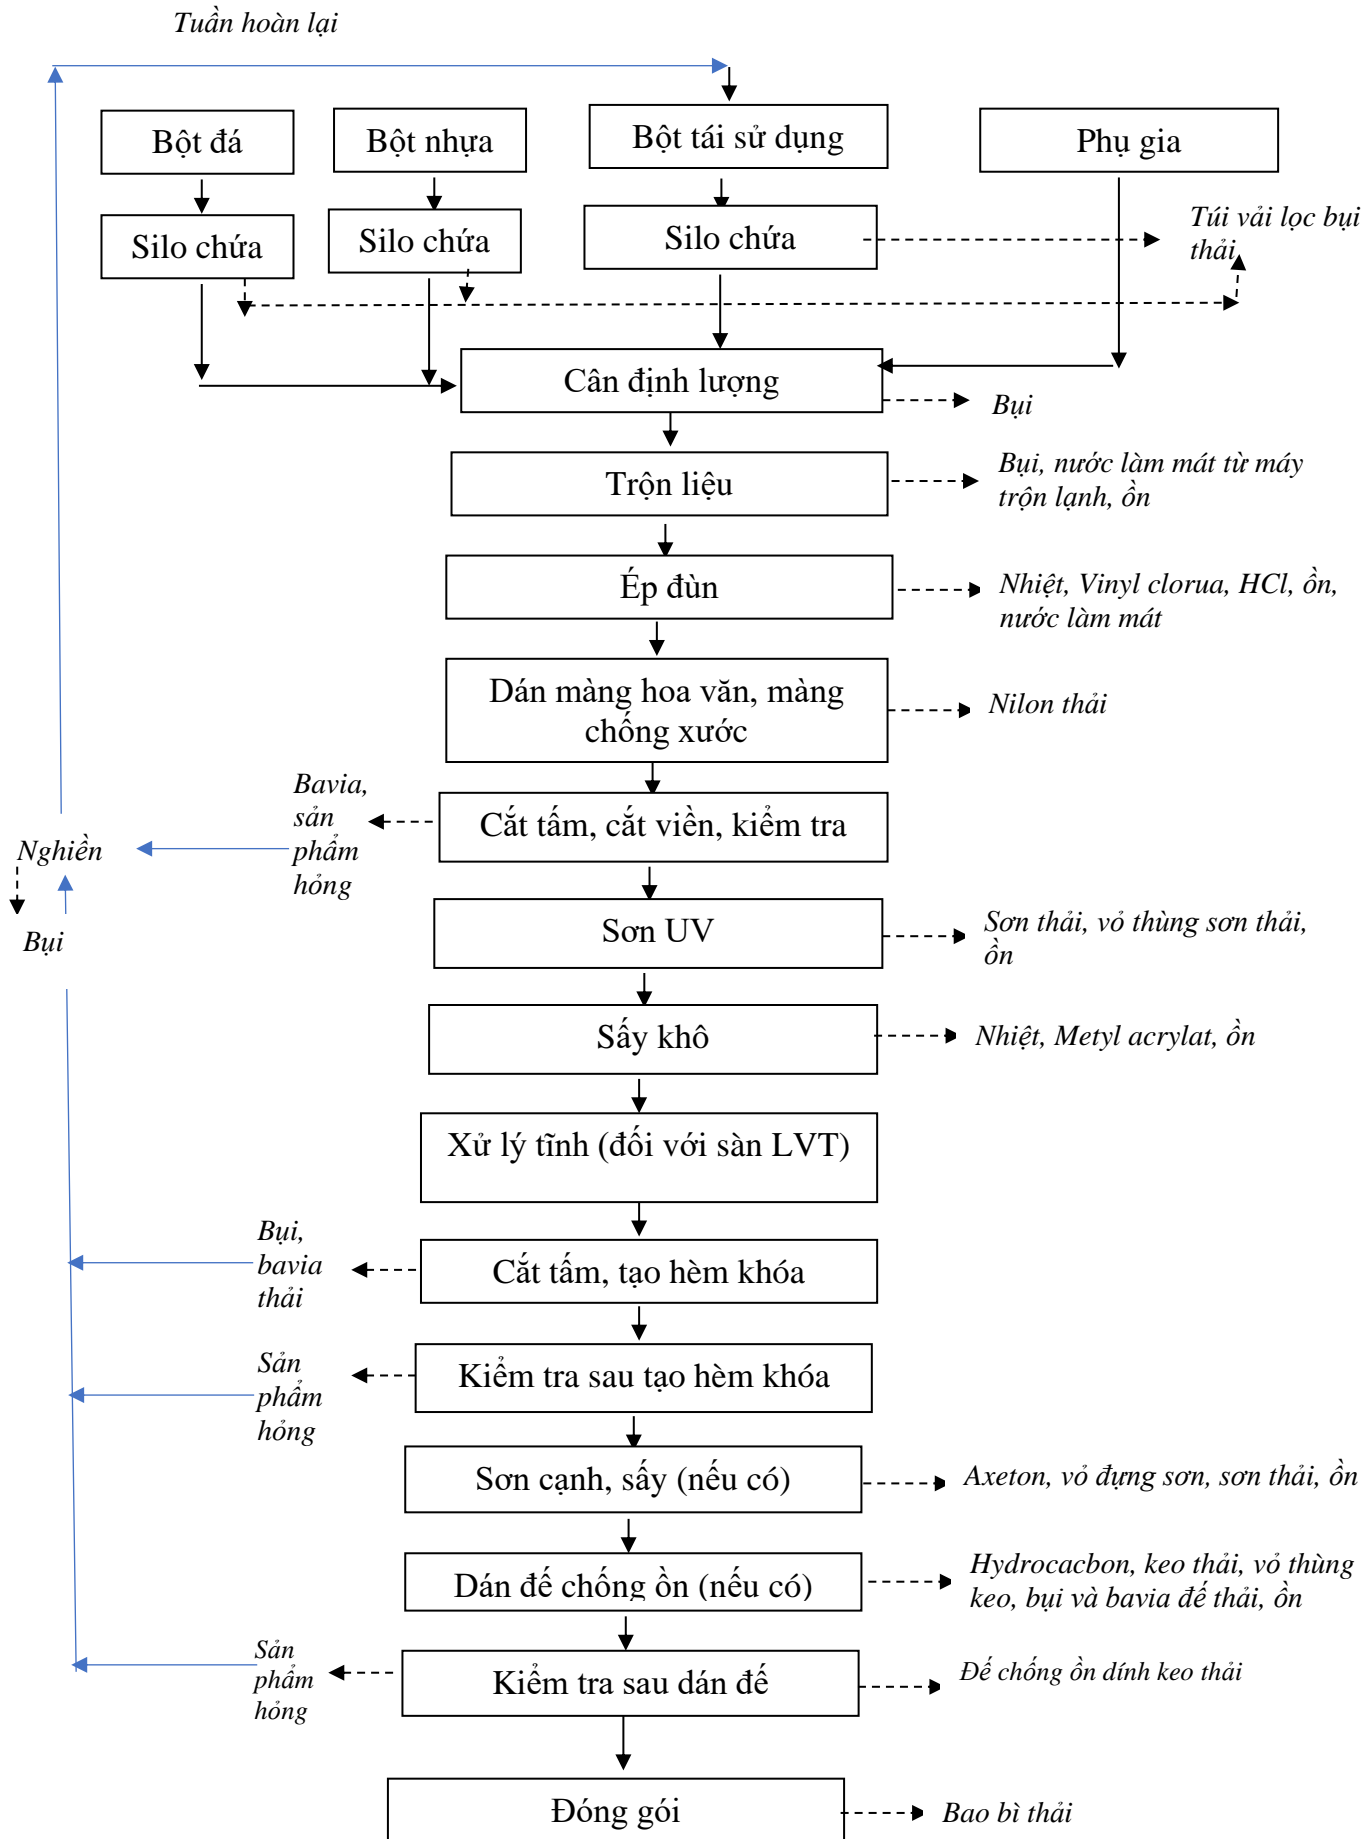 Tuần hoàn lại
Bột đá
Bột nhựa
Bột tái sử dụng
Phụ gia
Silo chứa
Silo chứa
Silo chứa
Túi vải lọc bụi
thải
Cân định lượng
Bụi
Trộn liệu
Bụi, nước làm mát từ máy
trộn lạnh, ồn
Ép đùn
Nhiệt, Vinyl clorua, HCl, ồn,
nước làm mát
Dán màng hoa văn, màng
chống xước
Nilon thải
Bavia,
sản
phẩm
hỏng
Cắt tấm, cắt viền, kiểm tra
Nghiền
Bụi
Sơn UV
Sơn thải, vỏ thùng sơn thải,
ồn
Sấy khô
Nhiệt, Metyl acrylat, ồn
Xử lý tĩnh (đối với sàn LVT)
Bụi,
bavia
thải
Cắt tấm, tạo hèm khóa
Sản
phẩm
hỏng
Kiểm tra sau tạo hèm khóa
Sơn cạnh, sấy (nếu có)
Axeton, vỏ đựng sơn, sơn thải, ồn
Dán đế chống ồn (nếu có)
Hydrocacbon, keo thải, vỏ thùng
keo, bụi và bavia đế thải, ồn
Sản
phẩm
hỏng
Kiểm tra sau dán đế
Đế chống ồn dính keo thải
Đóng gói
Bao bì thải